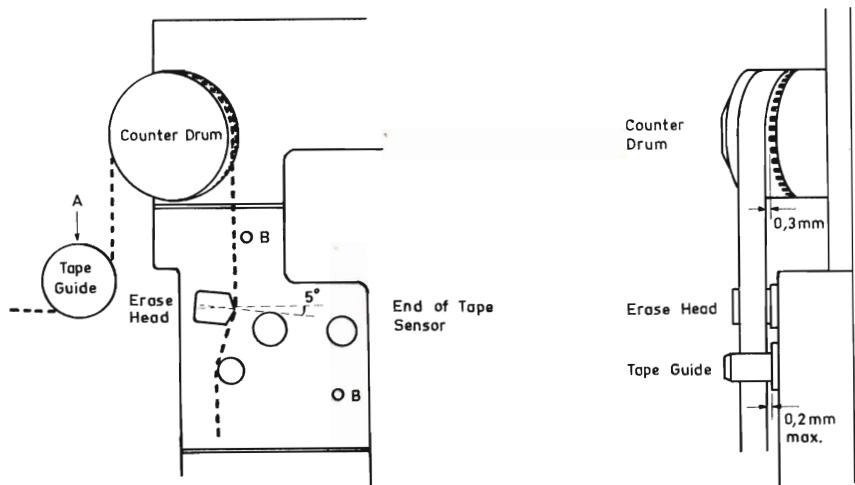 Counter Drum
A
Tape
Guide
B
Erase
Head
5°
End of Tape
Sensor
B
Counter
Drum
0,3mm
Erase Head
Tape Guide
0,2mm
max.